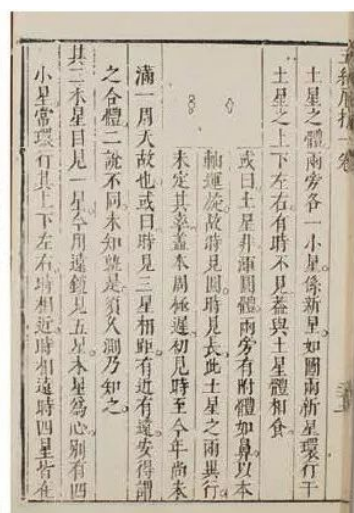 五緯歷指一卷
土星之體兩旁各一小星係新星如圖兩新星環行于
土星之上下左右有時不見蓋與土星體相食
或曰土星非渾圓體兩旁有附體如鼻以本
軸運旋故時見圓時見長此土星之兩異行
未定其率蓋本周極遲初見時至今年尚未
滿一周天故也或曰時見三星相距有近有遠安得謂
之合體二說不同未知孰是須久測乃知之
其三木星目見一星今用遠鏡見五星木星爲心別有四
小星常環行其上下左右時相近時相遠時四星皆在